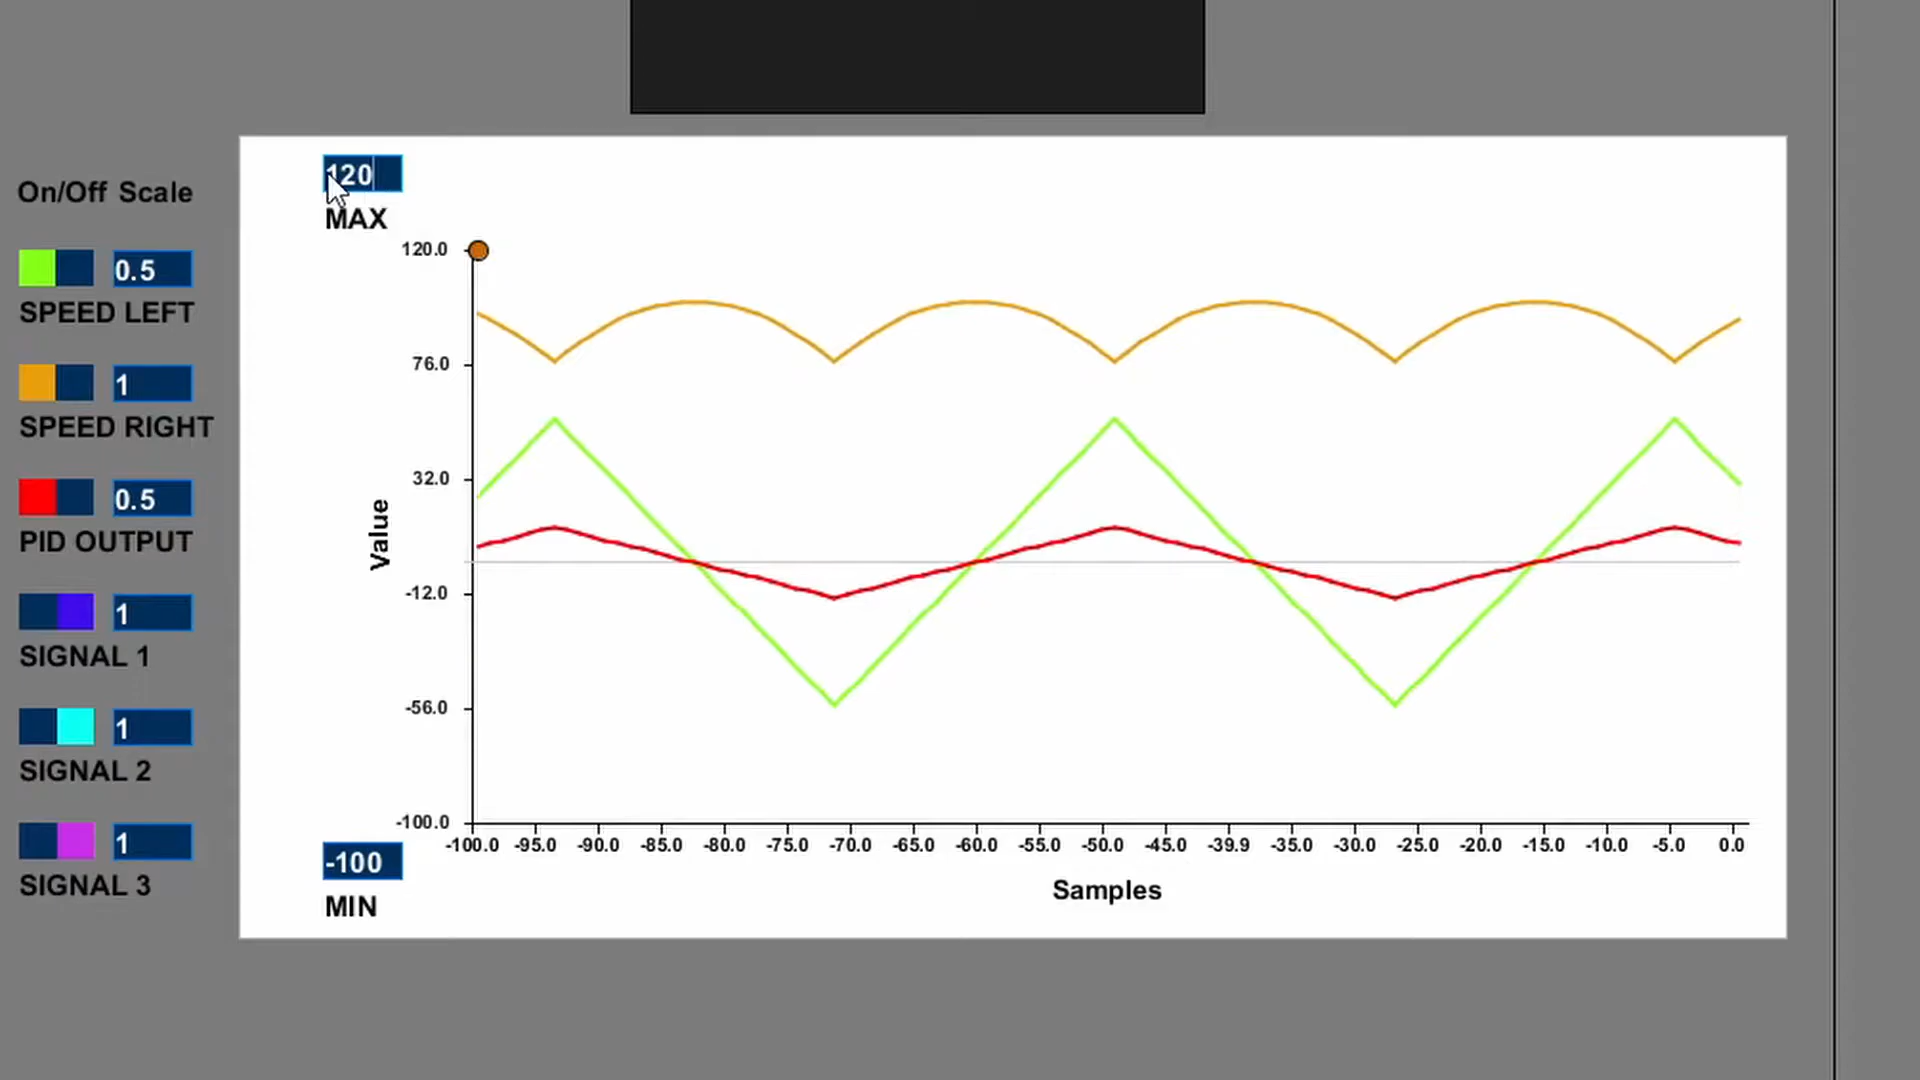 On/Off Scale
0.5
SPEED LEFT
1
SPEED RIGHT
0.5
PID OUTPUT
1
SIGNAL 1
1
SIGNAL 2
1
SIGNAL 3
120
MAX
120.0
76.0
32.0
-12.0
-56.0
-100.0
Value
-100.0 -95.0 -90.0 -85.0 -80.0 -75.0 -70.0 -65.0 -60.0 -55.0 -50.0 -45.0 -39.9 -35.0 -30.0 -25.0 -20.0 -15.0 -10.0 -5.0 0.0
Samples
-100
MIN